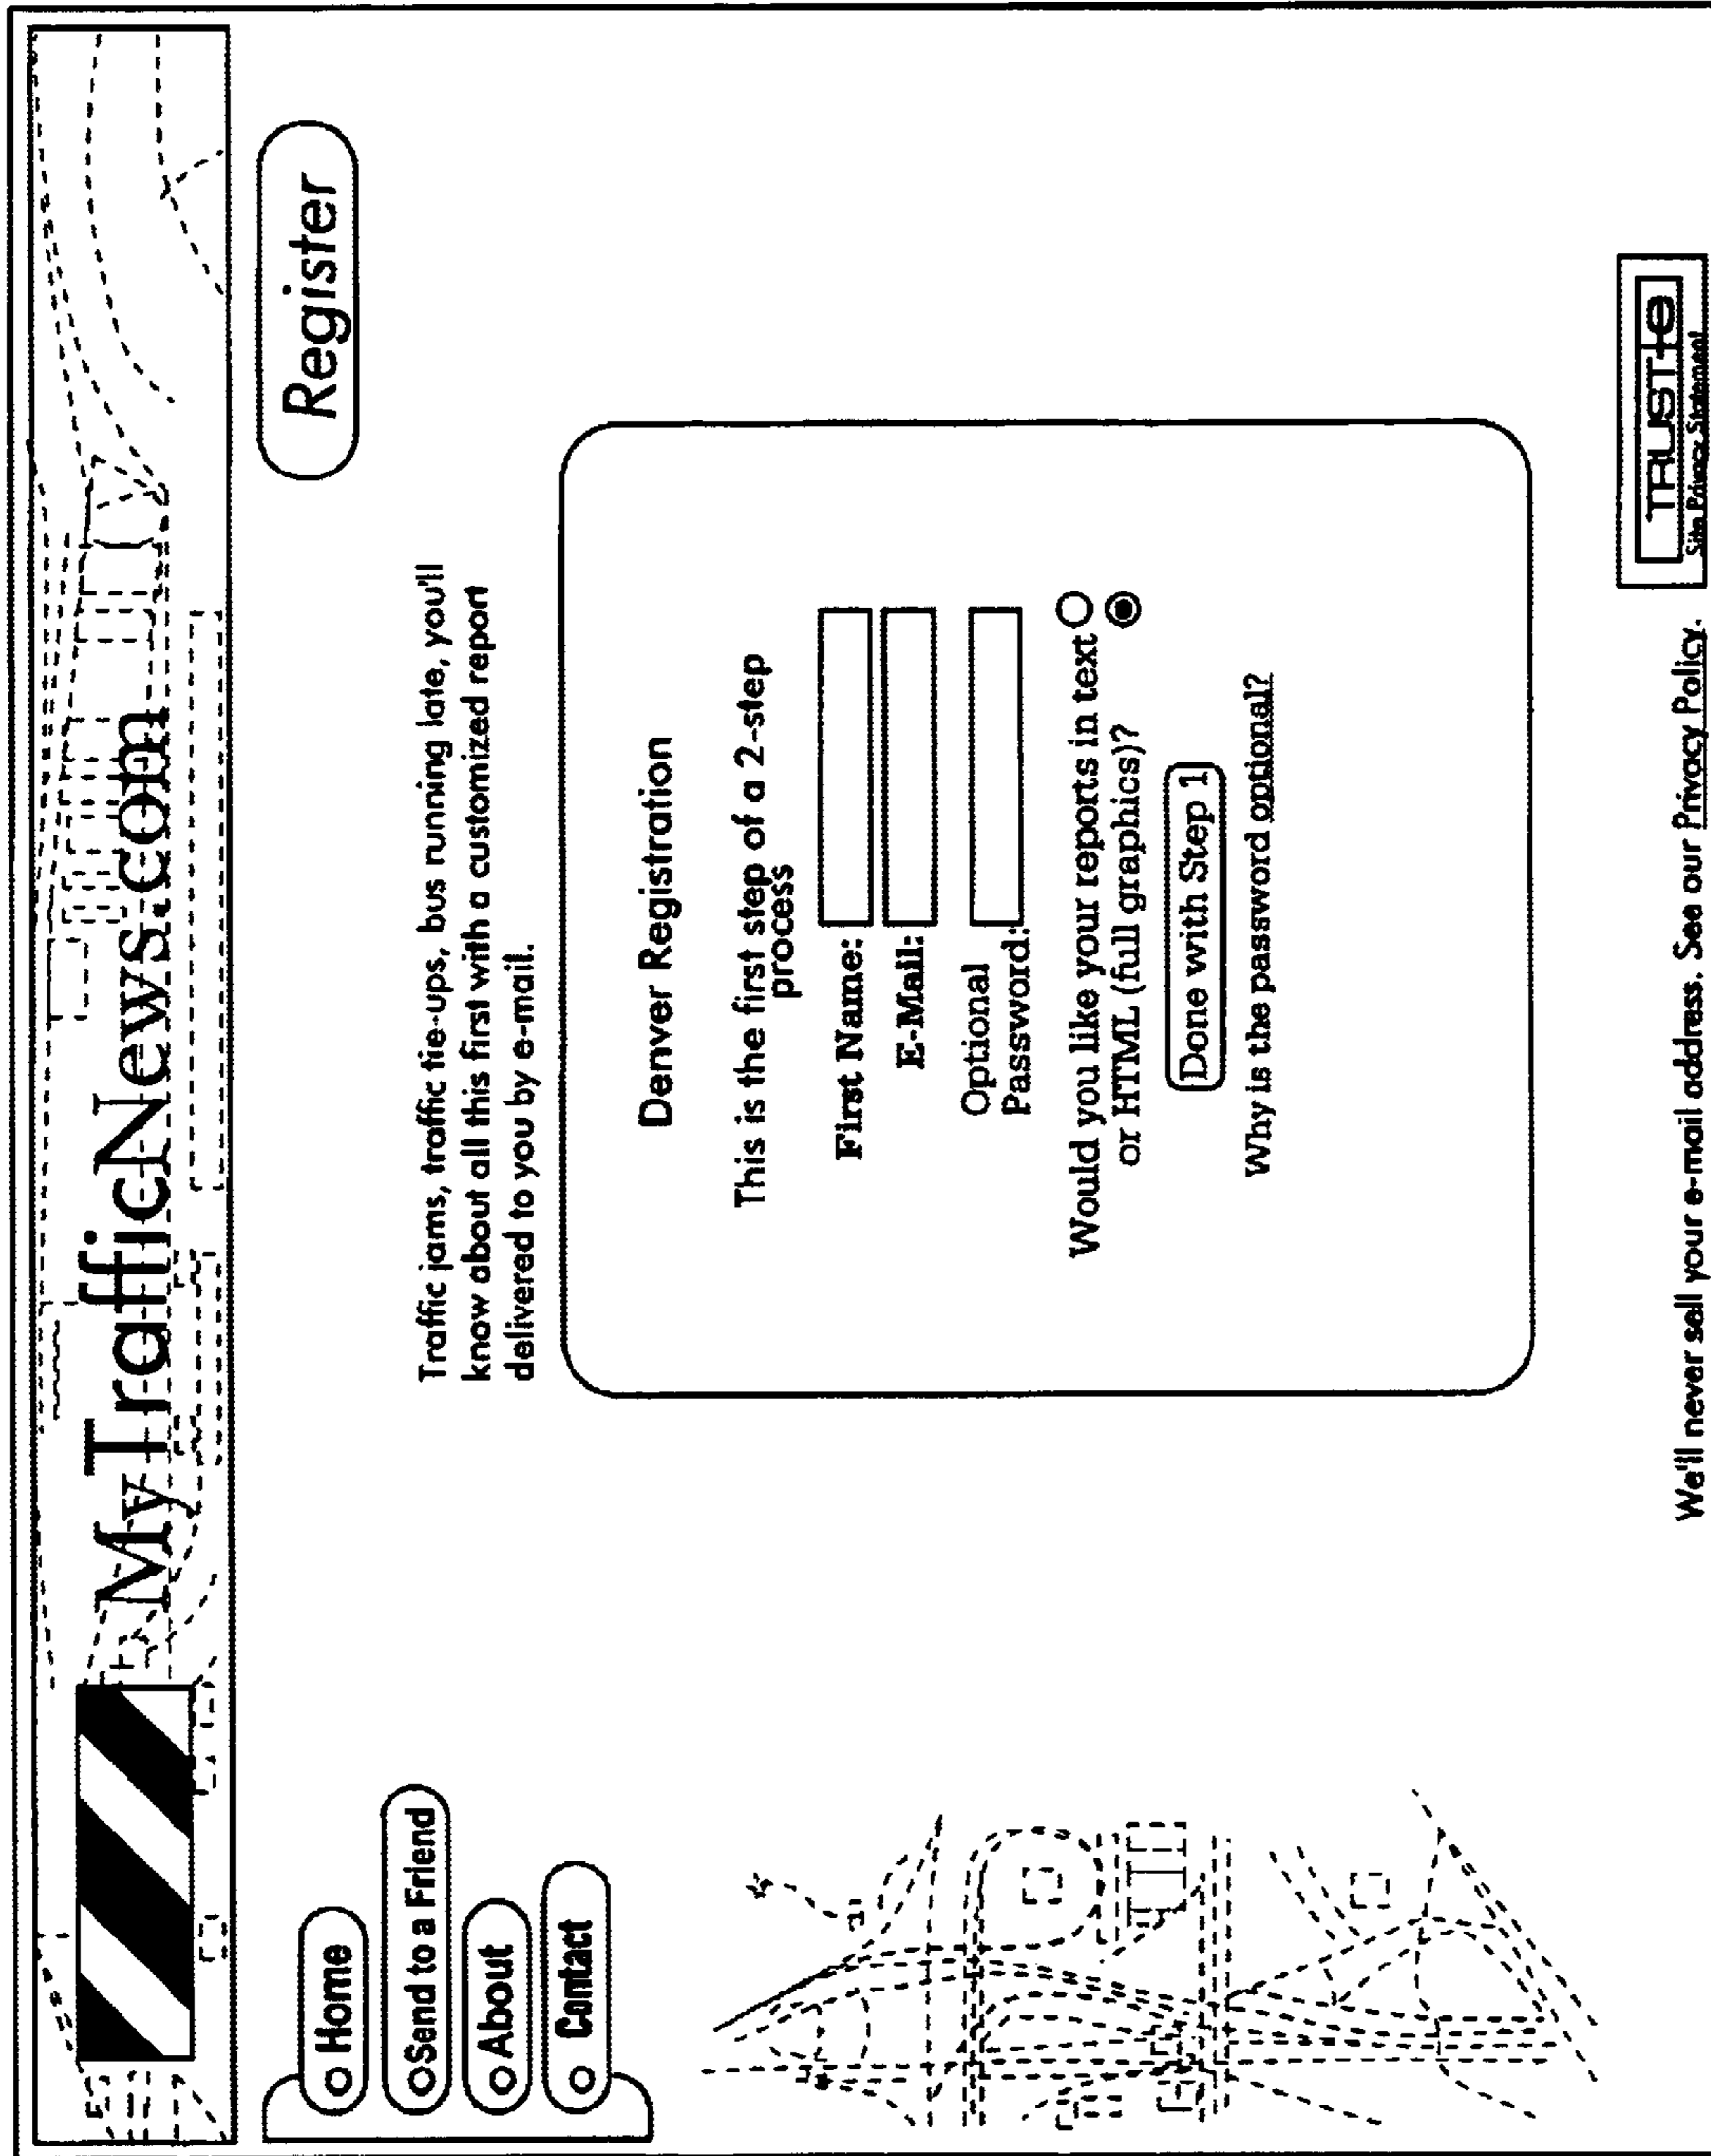 MyTrafficNews.com
Register
Home
Send to a Friend
About
Contact
Traffic jams, traffic tie-ups, bus running late, you'll
know about all this first with a customized report
delivered to you by e-mail.
Denver Registration
This is the first step of a 2-step
process
First Name:
E-Mail:
Optional
Password:
Would you like your reports in text
or HTML (full graphics)?
Done with Step 1
Why is the password optional?
We'll never sell your e-mail address. See our Privacy Policy.
TRUSTe
Site Privacy Statement